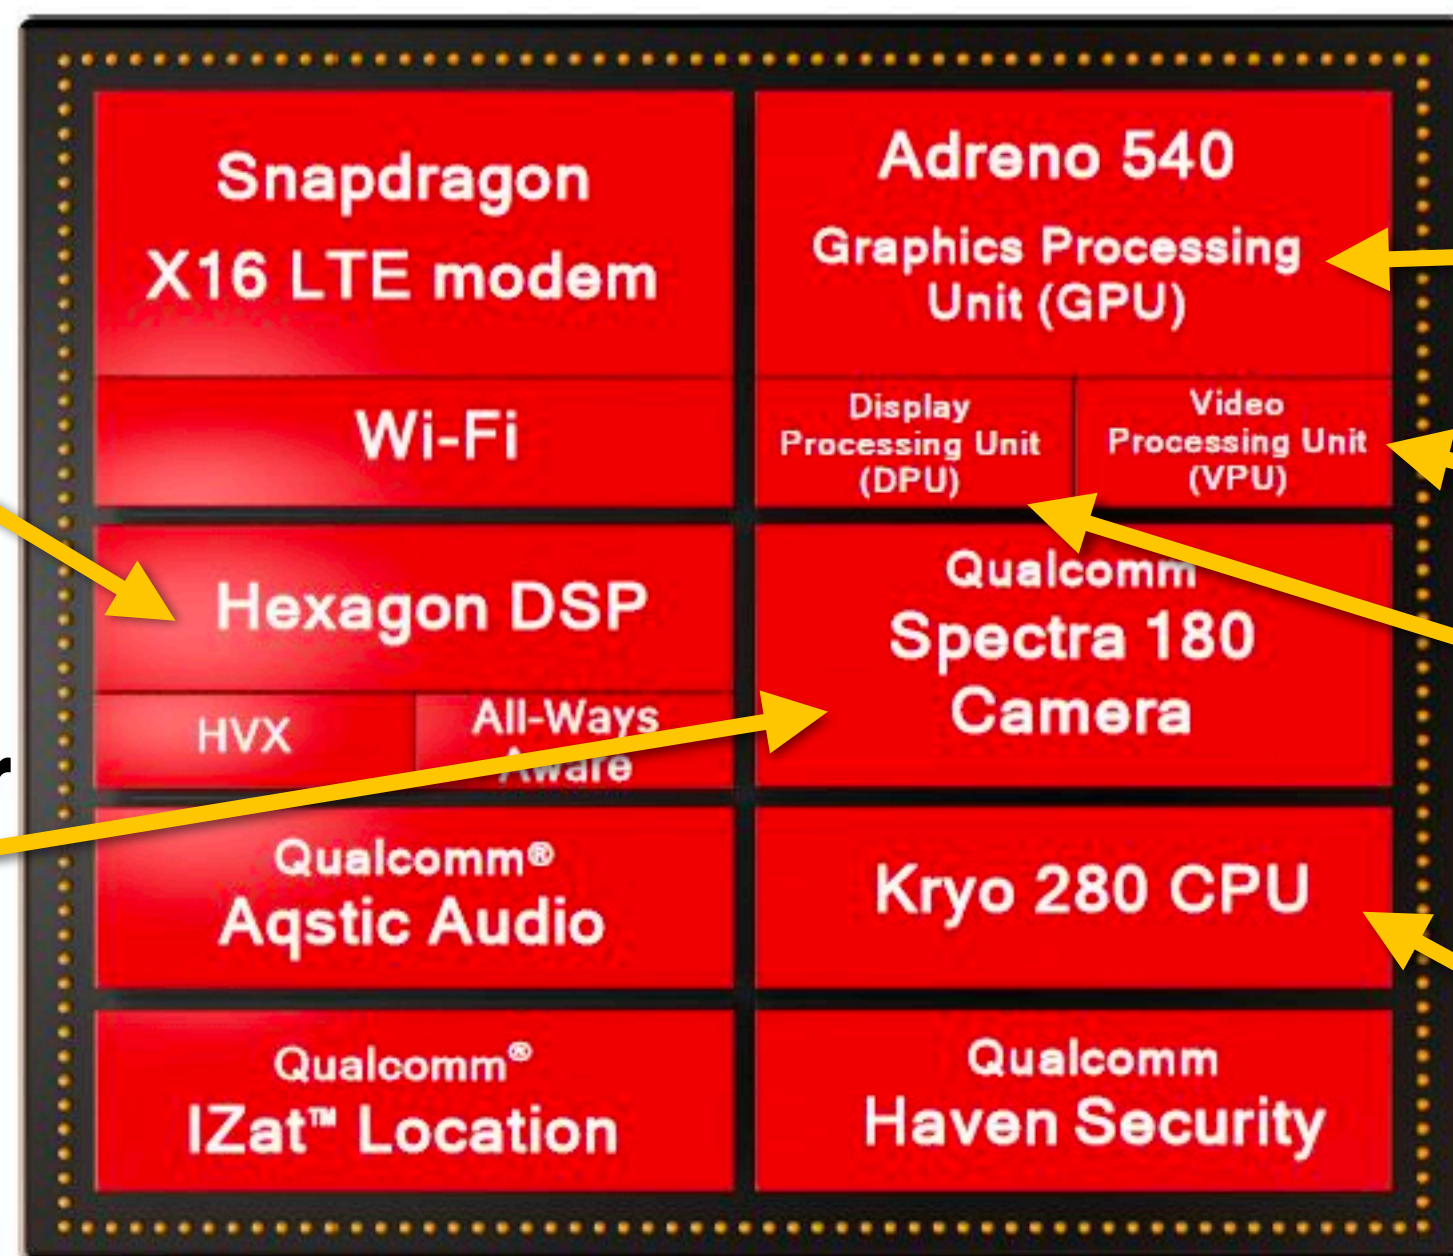 Snapdragon
X16 LTE modem
Wi-Fi
Adreno 540
Graphics Processing
Unit (GPU)
Display
Processing Unit
(DPU)
Video
Processing Unit
(VPU)
Hexagon DSP
HVX
All-Ways
Aware
Qualcomm
Spectra 180
Camera
Qualcomm®
Aqstic Audio
Kryo 280 CPU
Qualcomm®
IZat™ Location
Qualcomm
Haven Security